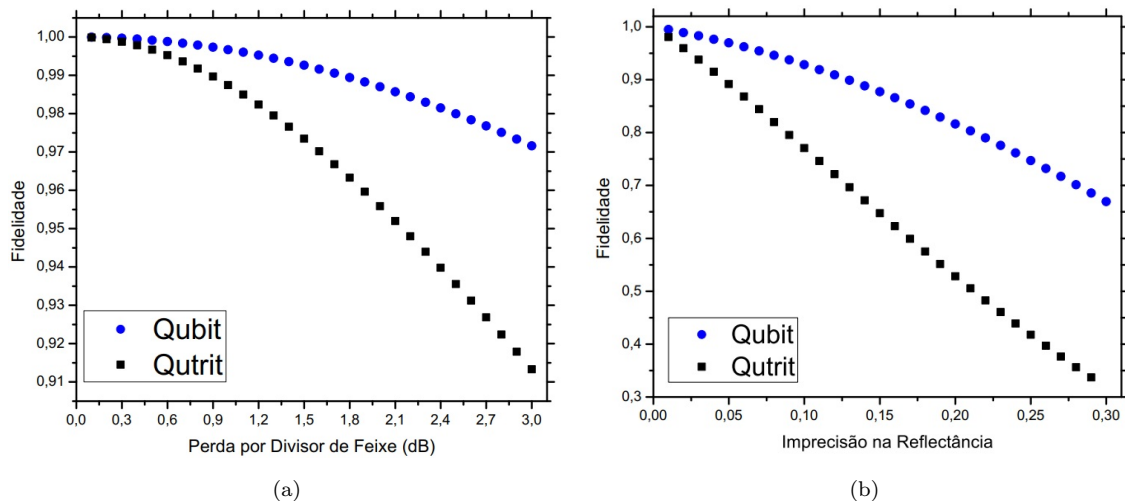 1,00
0,99
0,98
0,97
0,96
0,95
0,94
0,93
0,92
0,91
Fidelidade
Qubit
Qutrit
0,0 0,3 0,6 0,9 1,2 1,5 1,8 2,1 2,4 2,7 3,0
Perda por Divisor de Feixe (dB)
(a)
1,0
0,9
0,8
0,7
0,6
0,5
0,4
0,3
Fidelidade
Qubit
Qutrit
0,00 0,05 0,10 0,15 0,20 0,25 0,30
Imprecisão na Reflectância
(b)